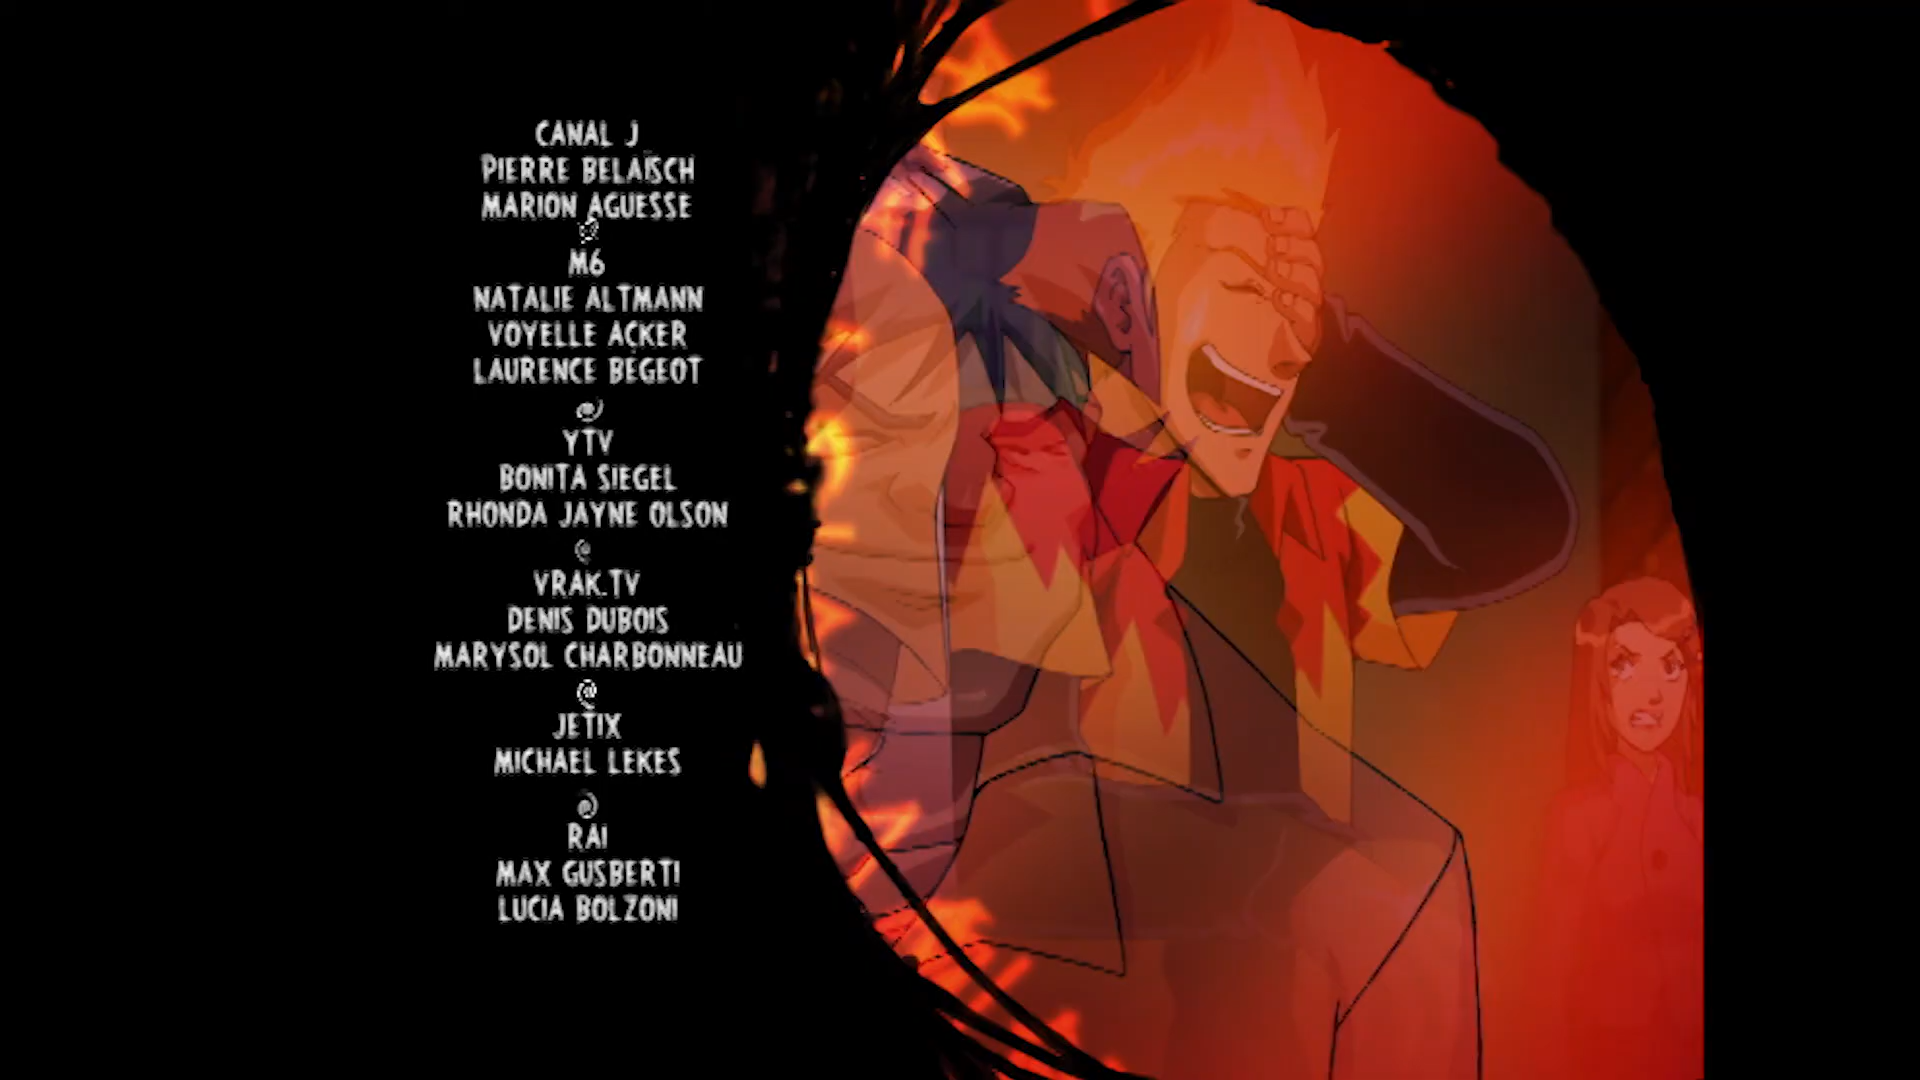 CANAL J
PIERRE BELAÏSCH
MARION AGUESSE
M6
NATALIE ALTMANN
VOYELLE ACKER
LAURENCE BEGEOT
YTV
BONITA SIEGEL
RHONDA JAYNE OLSON
VRAK.TV
DENIS DUBOIS
MARYSOL CHARBONNEAU
JETIX
MICHAEL LEKES
RAI
MAX GUSBERTI
LUCIA BOLZONI